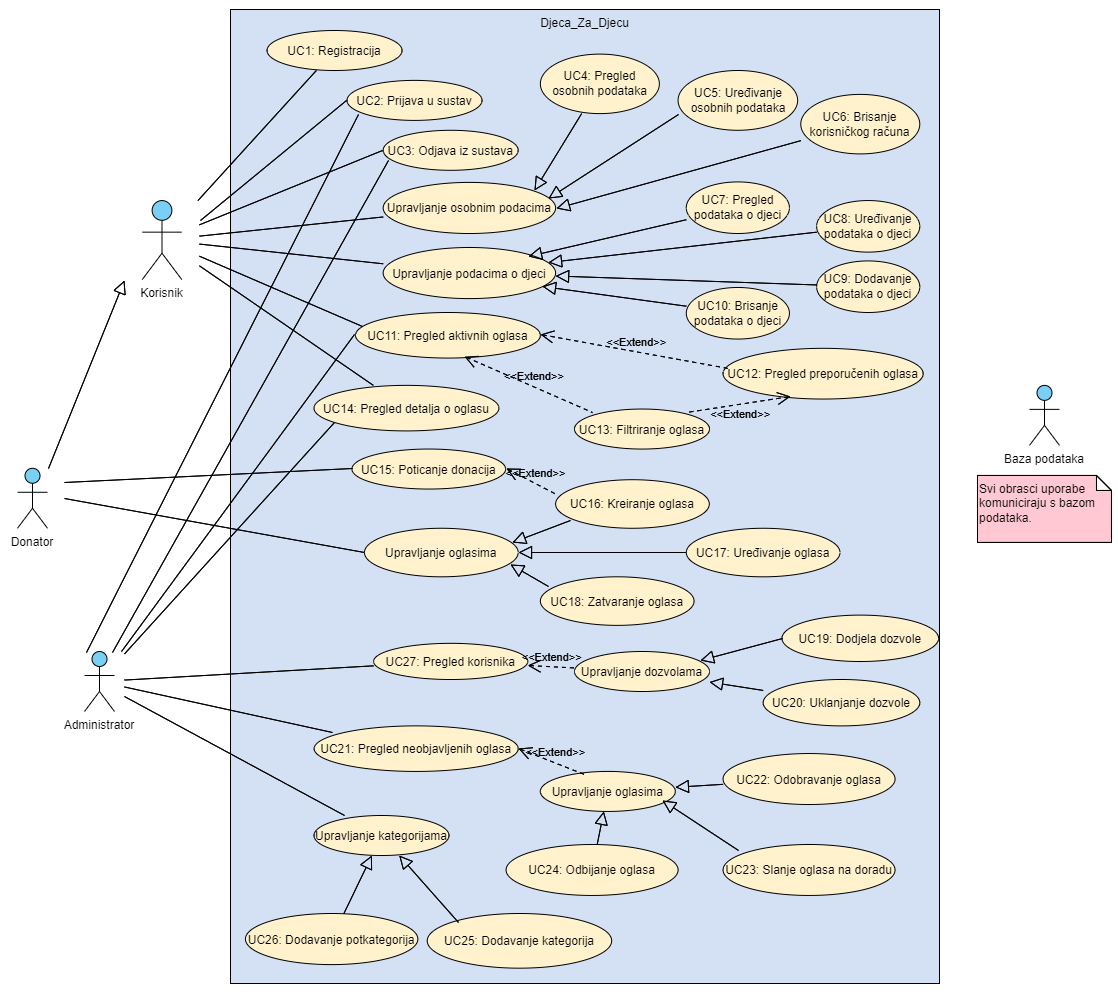 Djeca_Za_Djecu
UC1: Registracija
UC2: Prijava u sustav
UC3: Odjava iz sustava
UC4: Pregled
osobnih podataka
UC5: Uređivanje
osobnih podataka
UC6: Brisanje
korisničkog računa
Upravljanje osobnim podacima
UC7: Pregled
podataka o djeci
UC8: Uređivanje
podataka o djeci
Upravljanje podacima o djeci
UC9: Dodavanje
podataka o djeci
UC10: Brisanje
podataka o djeci
Korisnik
UC11: Pregled aktivnih oglasa
<<Extend>>
<<Extend>>
UC12: Pregled preporučenih oglasa
UC14: Pregled detalja o oglasu
<<Extend>>
UC13: Filtriranje oglasa
Baza podataka
Svi obrasci uporabe
komuniciraju s bazom
podataka.
UC15: Poticanje donacija
<<Extend>>
UC16: Kreiranje oglasa
Donator
Upravljanje oglasima
UC17: Uređivanje oglasa
UC18: Zatvaranje oglasa
UC19: Dodjela dozvole
UC27: Pregled korisnika
<<Extend>>
Upravljanje dozvolama
UC20: Uklanjanje dozvole
Administrator
UC21: Pregled neobjavljenih oglasa
<<Extend>>
Upravljanje oglasima
UC22: Odobravanje oglasa
Upravljanje kategorijama
UC24: Odbijanje oglasa
UC23: Slanje oglasa na doradu
UC26: Dodavanje potkategorija
UC25: Dodavanje kategorija